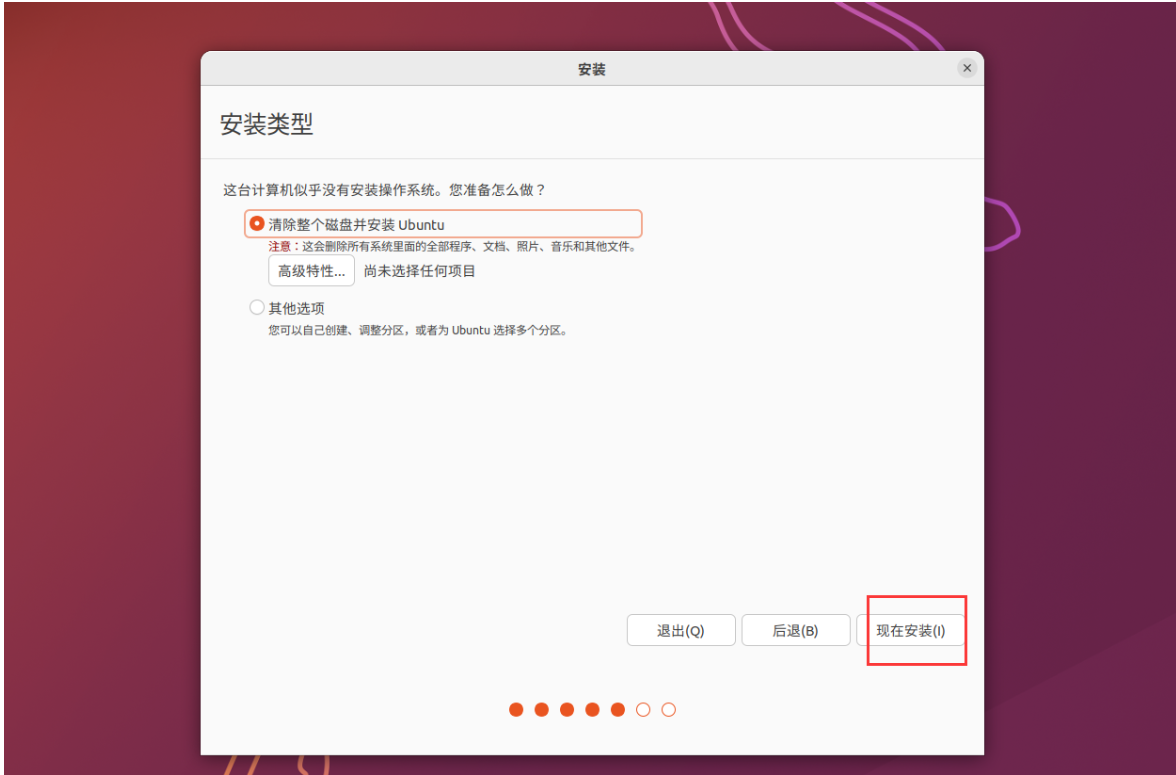 安装
安装类型
这台计算机似乎没有安装操作系统。您准备怎么做？
清除整个磁盘并安装 Ubuntu
注意：这会删除所有系统里面的全部程序、文档、照片、音乐和其他文件。
高级特性... 尚未选择任何项目
其他选项
您可以自己创建、调整分区，或者为 Ubuntu 选择多个分区。
退出(Q) 后退(B) 现在安装(I)